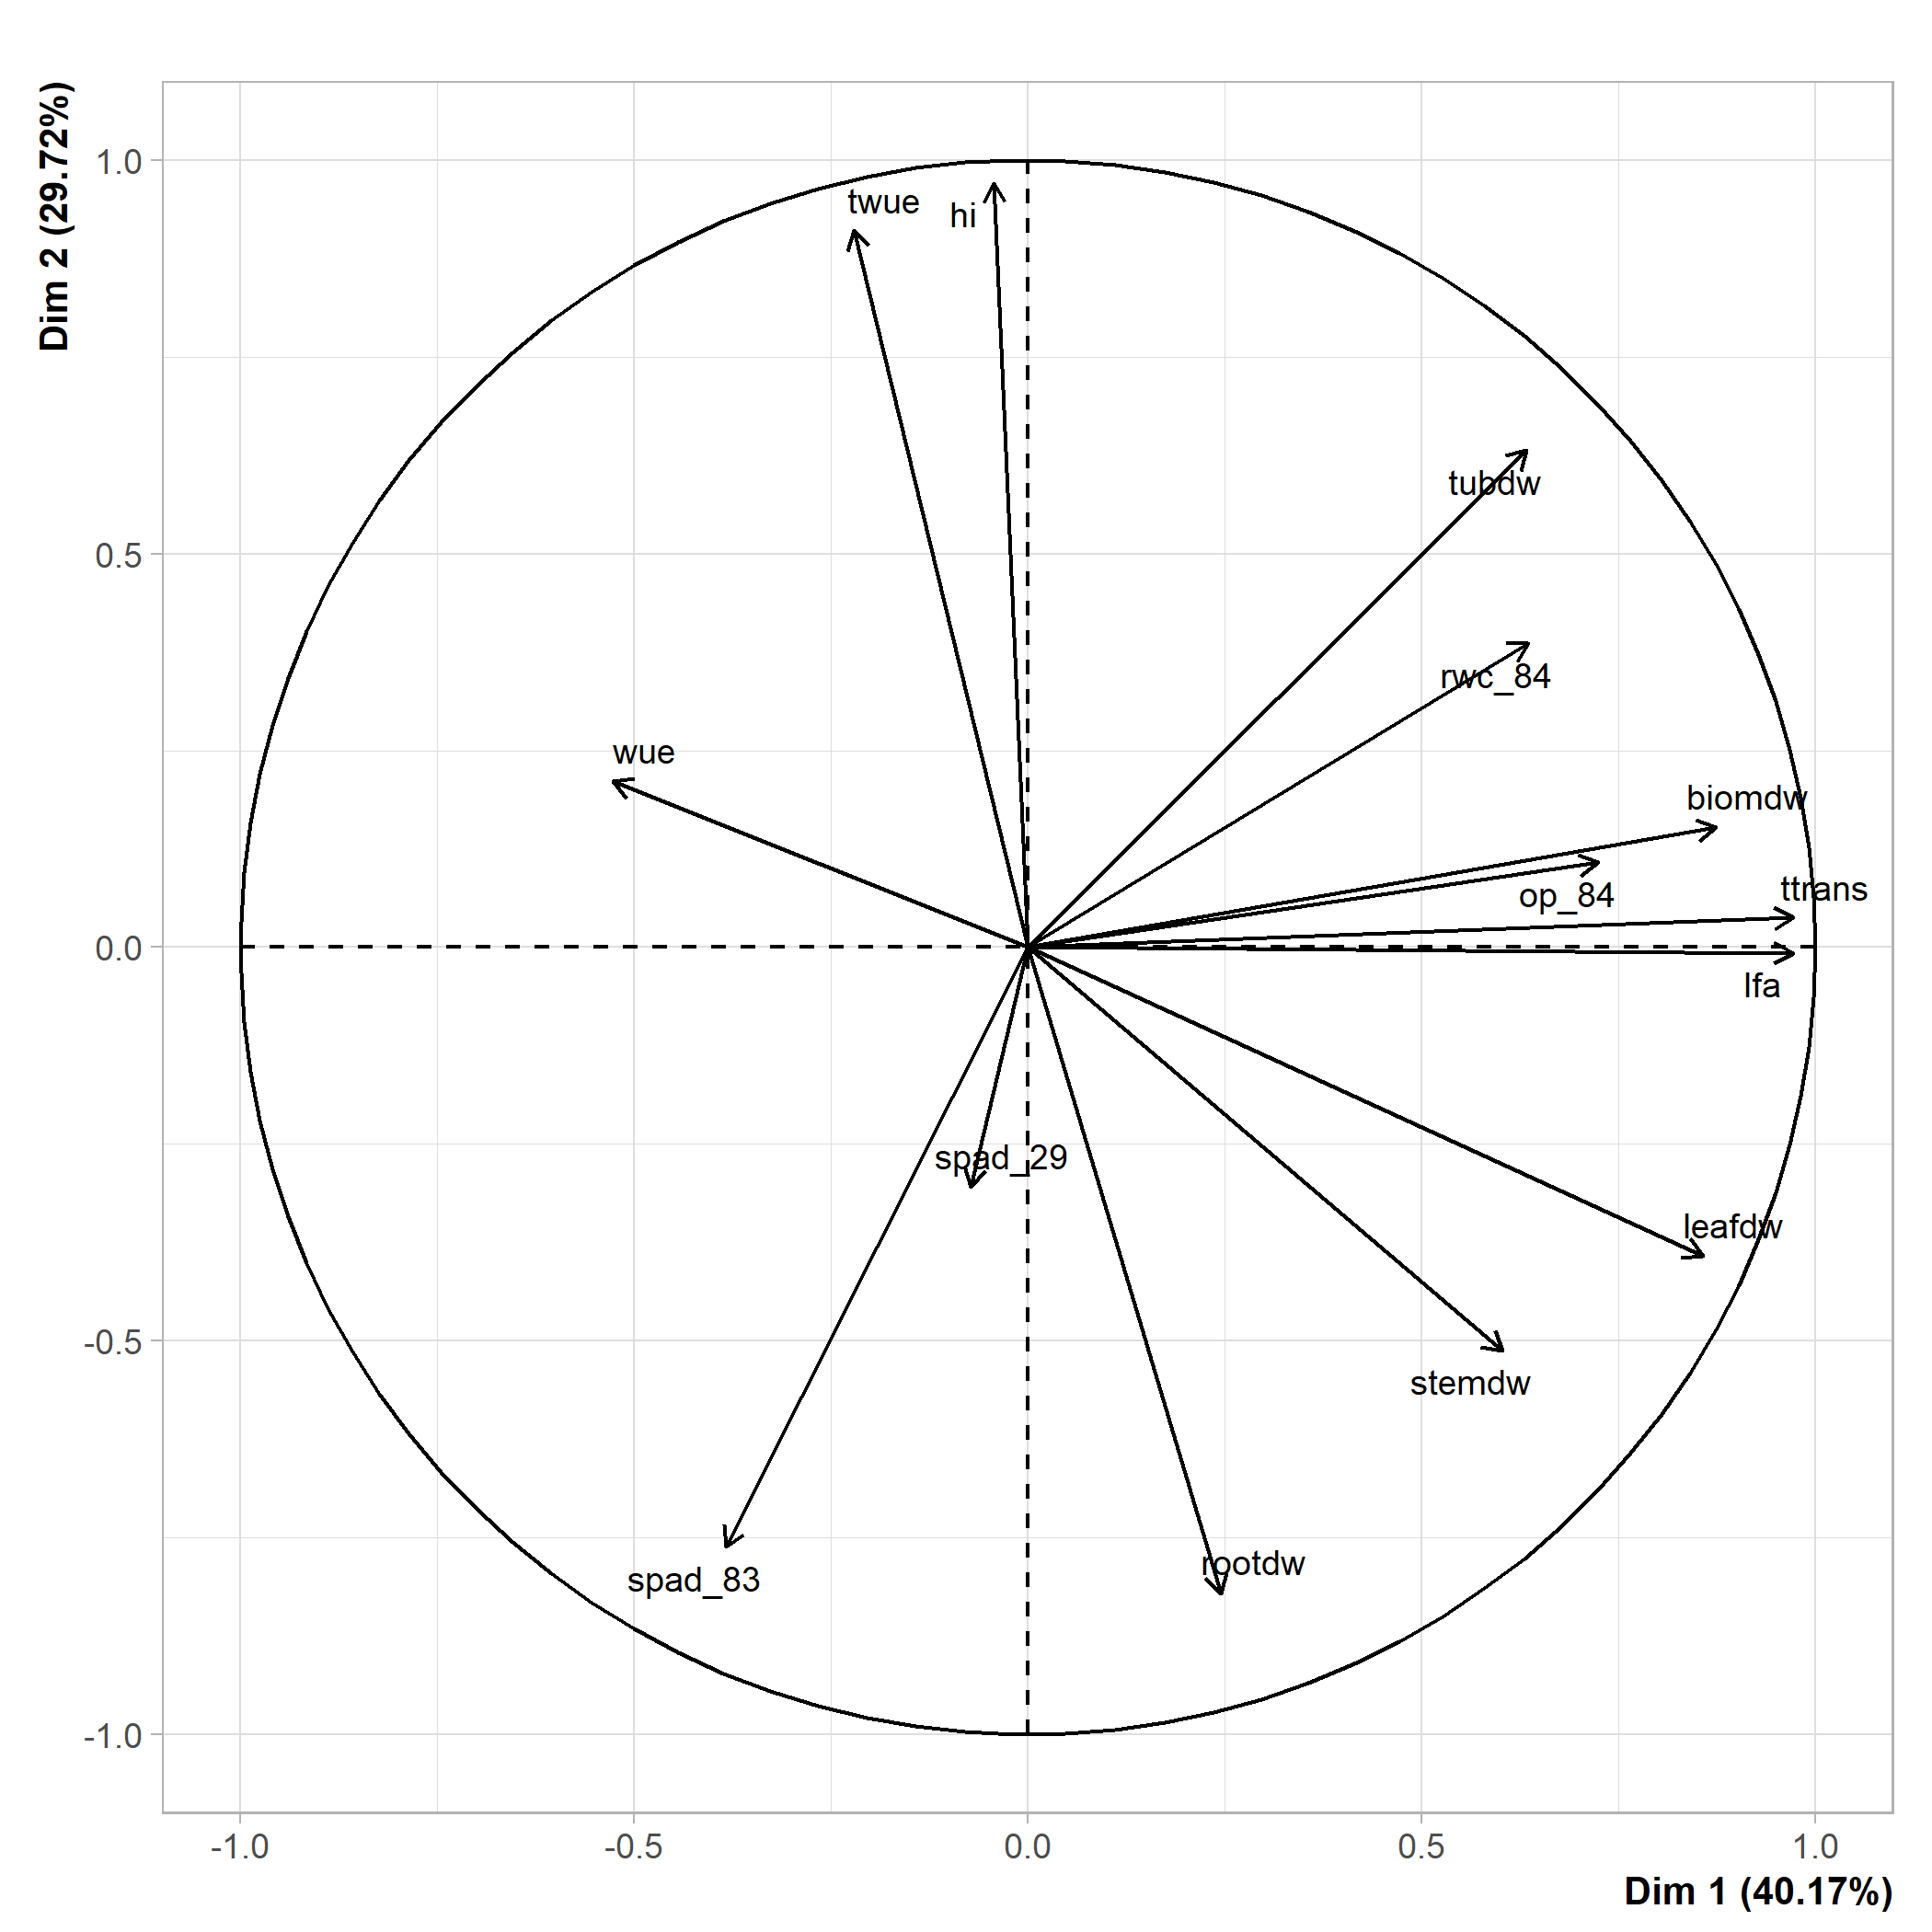 Dim 2 (29.72%)
1.0
0.5
0.0
-0.5
-1.0
twue
hi
tubdw
rwc_84
wue
biomdw
op_84
ttrans
lfa
spad_29
leafdw
stemdw
rootdw
spad_83
-1.0
-0.5
0.0
0.5
1.0
Dim 1 (40.17%)